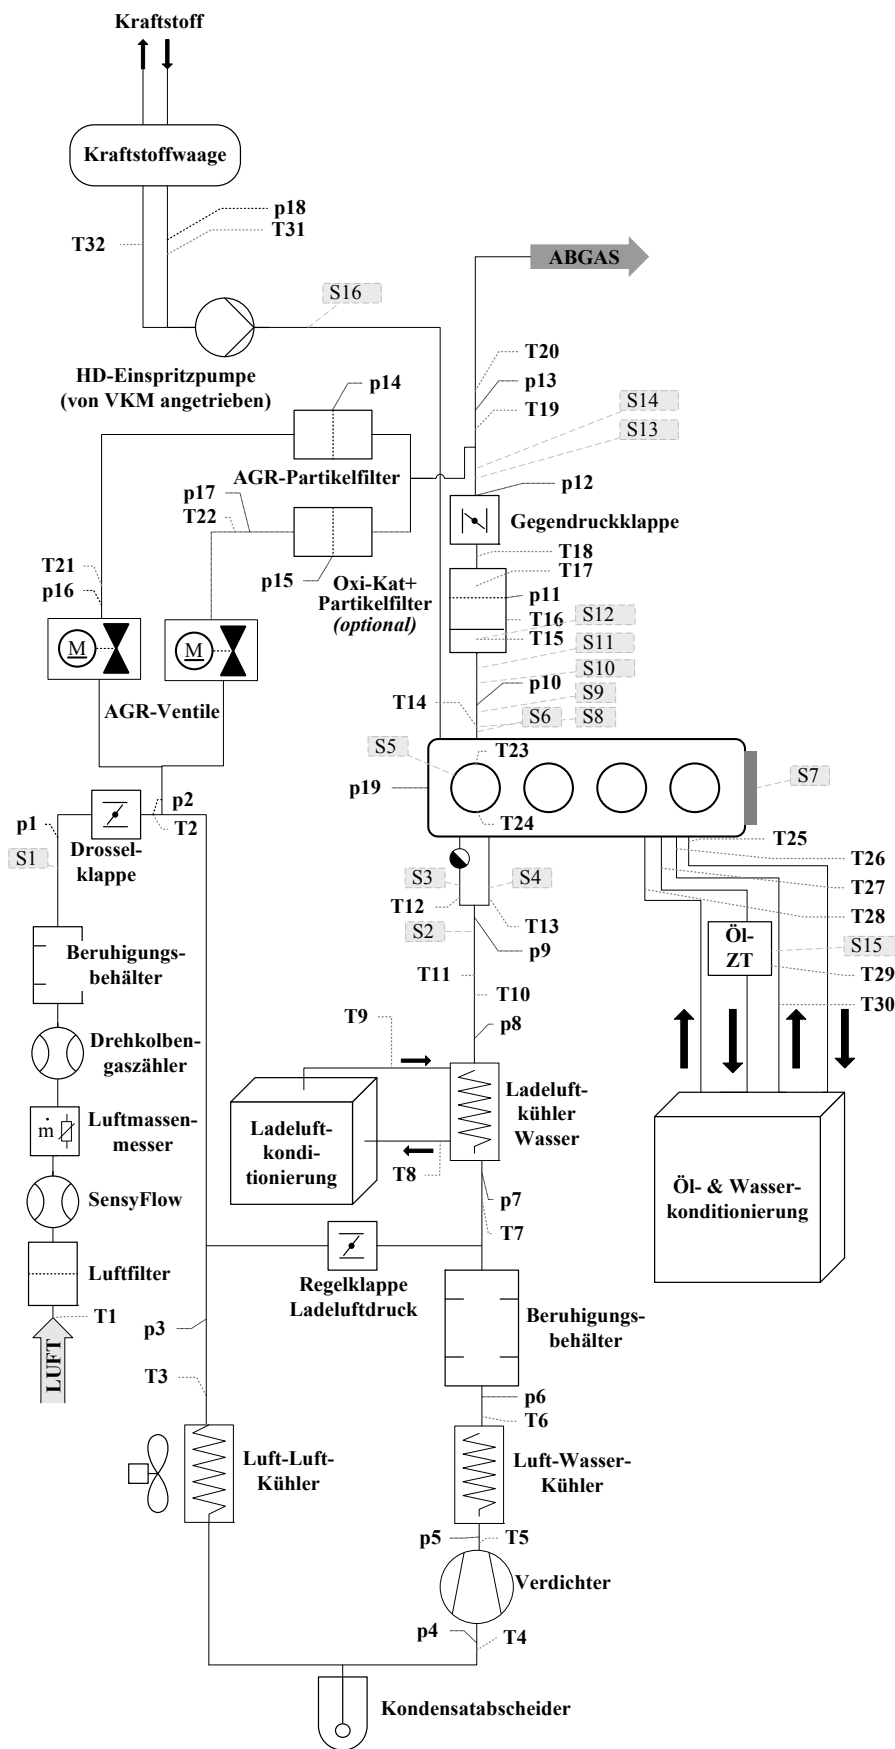 Kraftstoff
Kraftstoffwaage
p18
T32
T31
ABGAS
S16
T20
HD-Einspritzpumpe
(von VKM angetrieben)
p14
p13
S14
T19
S13
AGR-Partikelfilter
p12
p17
T22
Gegendruckklappe
T18
T21
p15
Oxi-Kat+
T17
p16
Partikelfilter
p11
(optional)
T16
S12
T15
M
M
S11
S10
p10
S9
AGR-Ventile
T14
S6
S8
S5
T23
p19
S7
p2
p1
T2
T24
T25
Drossel-
klappe
S1
T26
S3
S4
T27
T12
T13
T28
S2
p9
Öl-
ZT
S15
Beruhigungs-
behälter
T11
T29
T10
T30
T9
p8
Drehkolben-
gaszähler
Ladeluft-
kühler
Wasser
Luftmassen-
messer
ṁ
Ladeluft-
kondi-
tionierung
T8
Öl- & Wasser-
konditionierung
SensyFlow
p7
T7
Luftfilter
Regelklappe
Ladeluftdruck
T1
p3
Beruhigungs-
behälter
LUFT
T3
p6
T6
Luft-Luft-
Kühler
Luft-Wasser-
Kühler
p5
T5
Verdichter
p4
T4
Kondensatabscheider